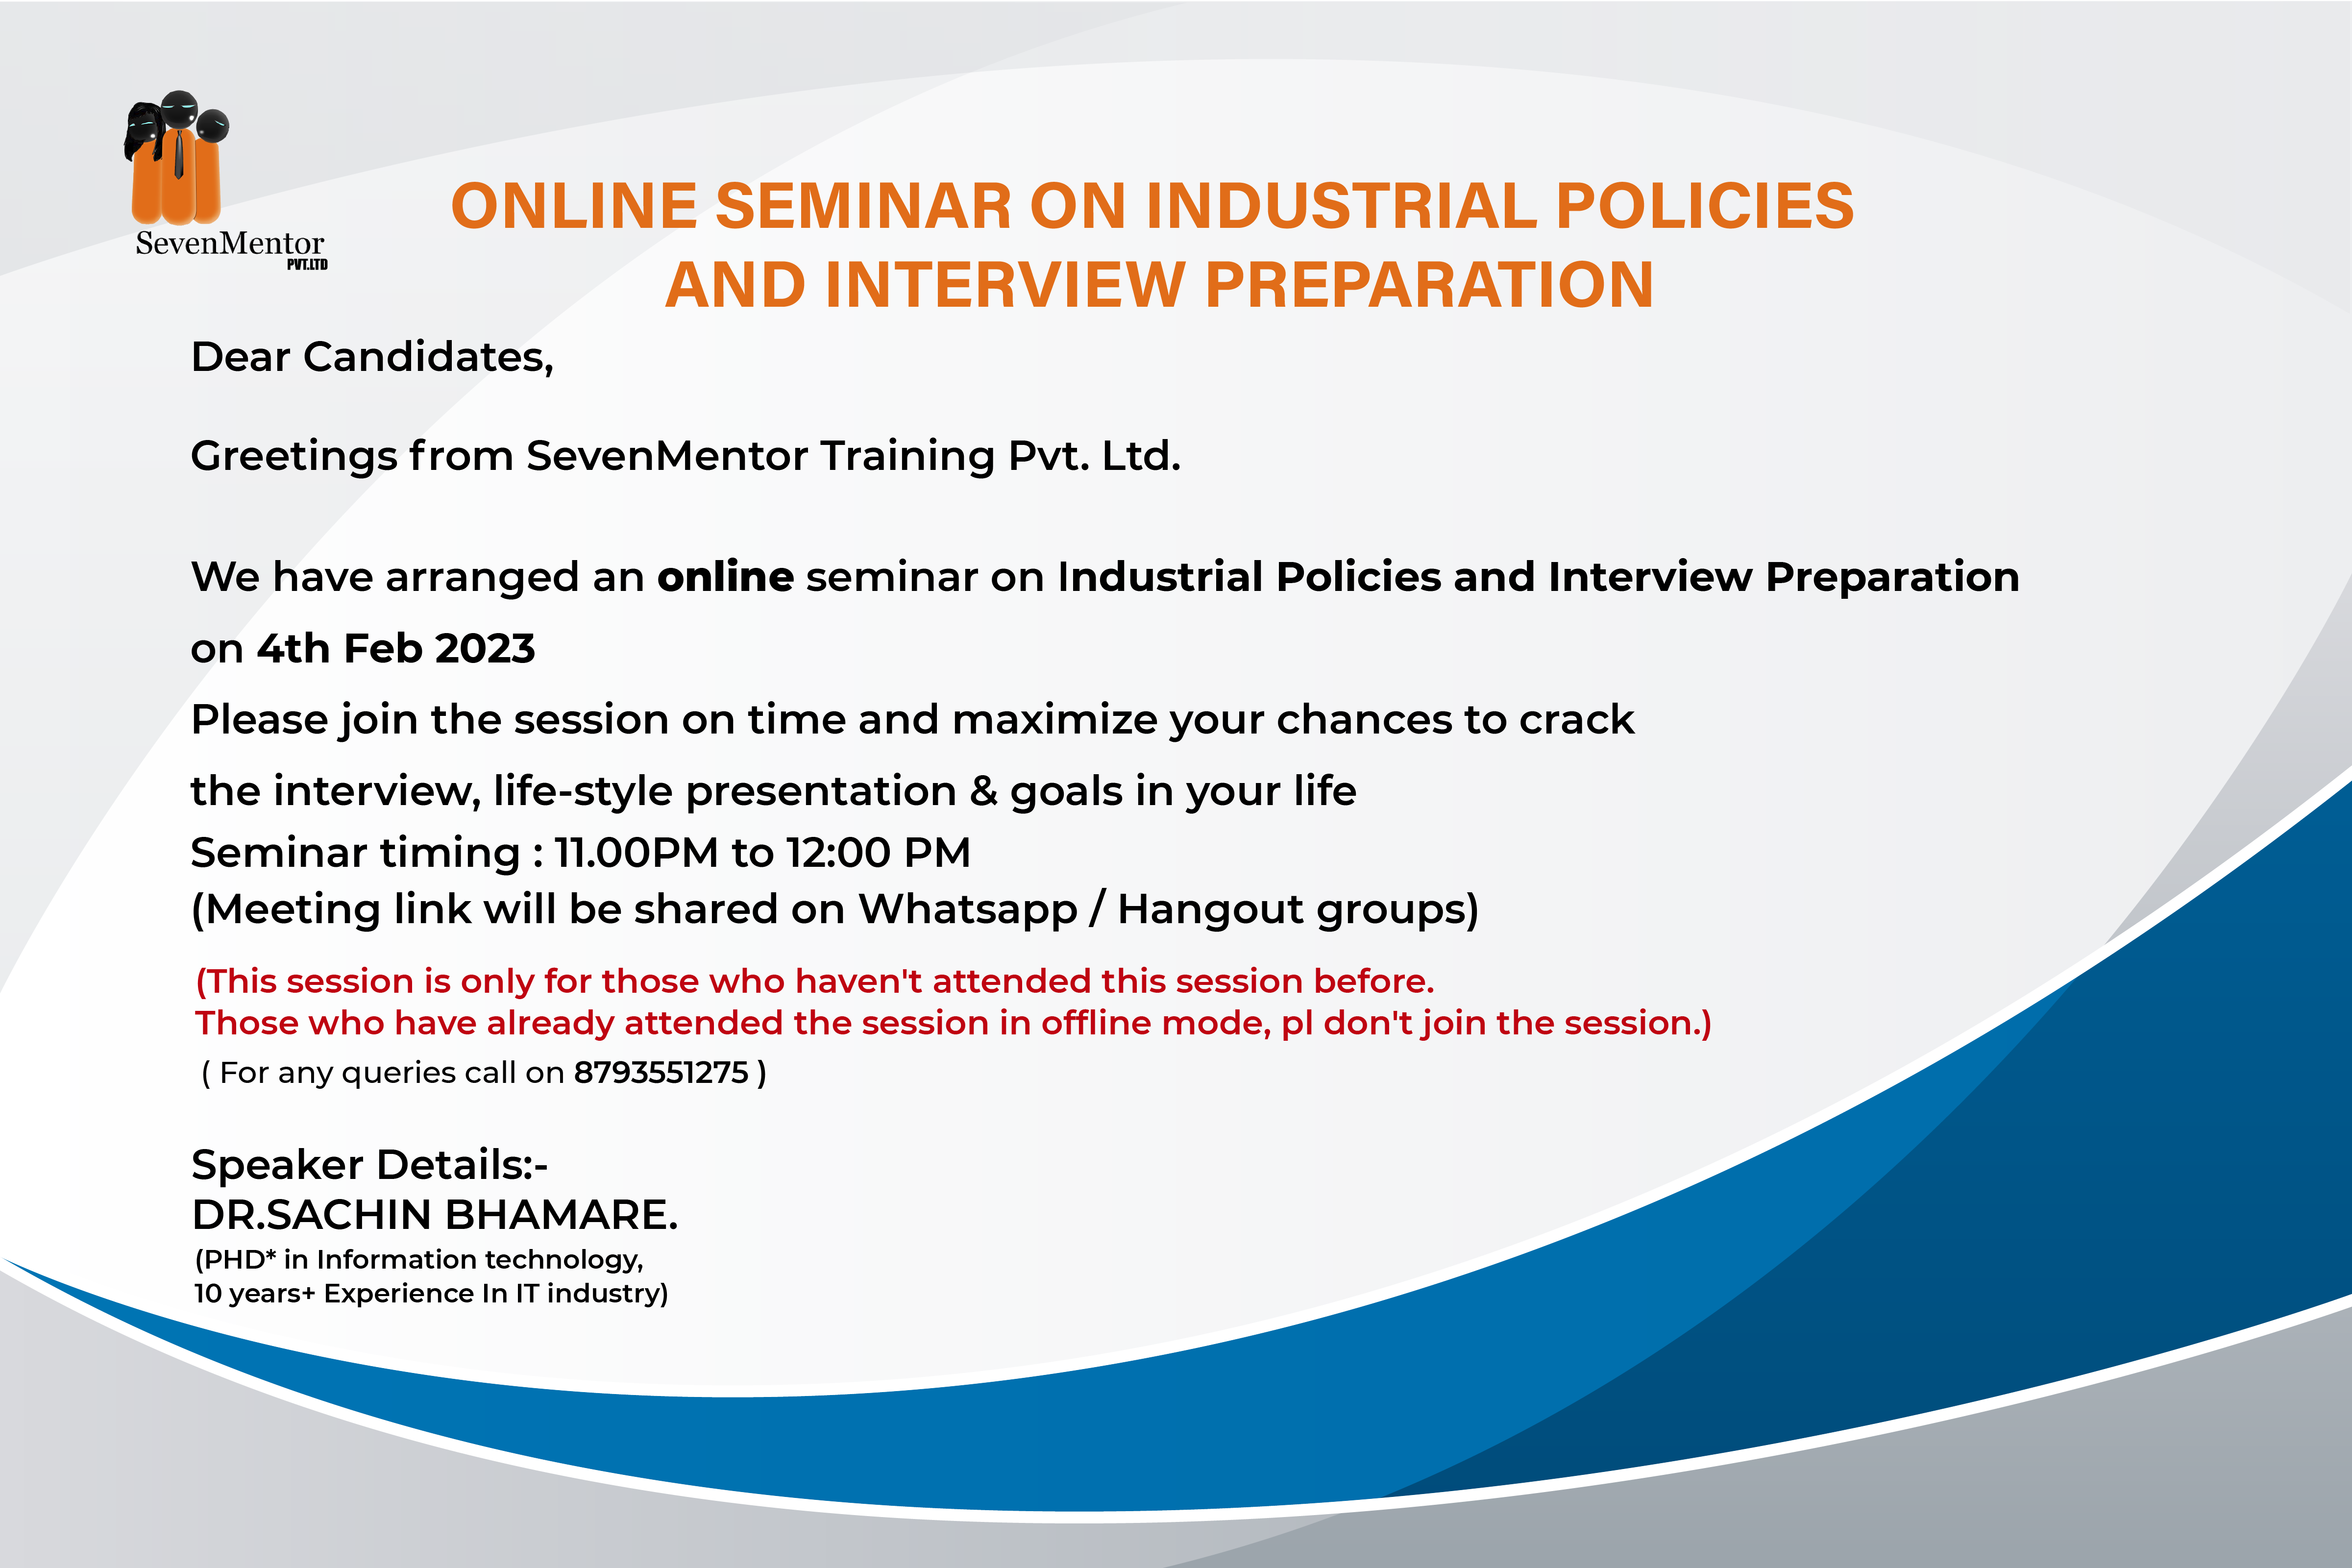 SevenMentor
PVT.LTD
ONLINE SEMINAR ON INDUSTRIAL POLICIES
AND INTERVIEW PREPARATION
Dear Candidates,
Greetings from SevenMentor Training Pvt. Ltd.
We have arranged an online seminar on Industrial Policies and Interview Preparation
on 4th Feb 2023
Please join the session on time and maximize your chances to crack
the interview, life-style presentation & goals in your life
Seminar timing : 11.00PM to 12:00 PM
(Meeting link will be shared on Whatsapp / Hangout groups)
(This session is only for those who haven't attended this session before.
Those who have already attended the session in offline mode, pl don't join the session.)
( For any queries call on 8793551275 )
Speaker Details:-
DR.SACHIN BHAMARE.
(PHD* in Information technology,
10 years+ Experience In IT industry)